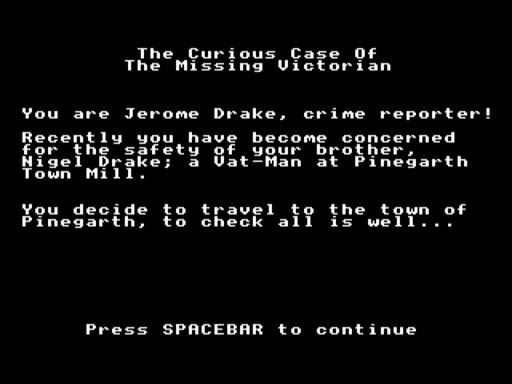 The Curious Case Of
The Missing Victorian
You are Jerome Drake, crime reporter!
Recently you have become concerned
for the safety of your brother,
Nigel Drake; a Vat-Man at Pinegarth
Town Mill.
You decide to travel to the town of
Pinegarth, to check all is well...
Press SPACEBAR to continue